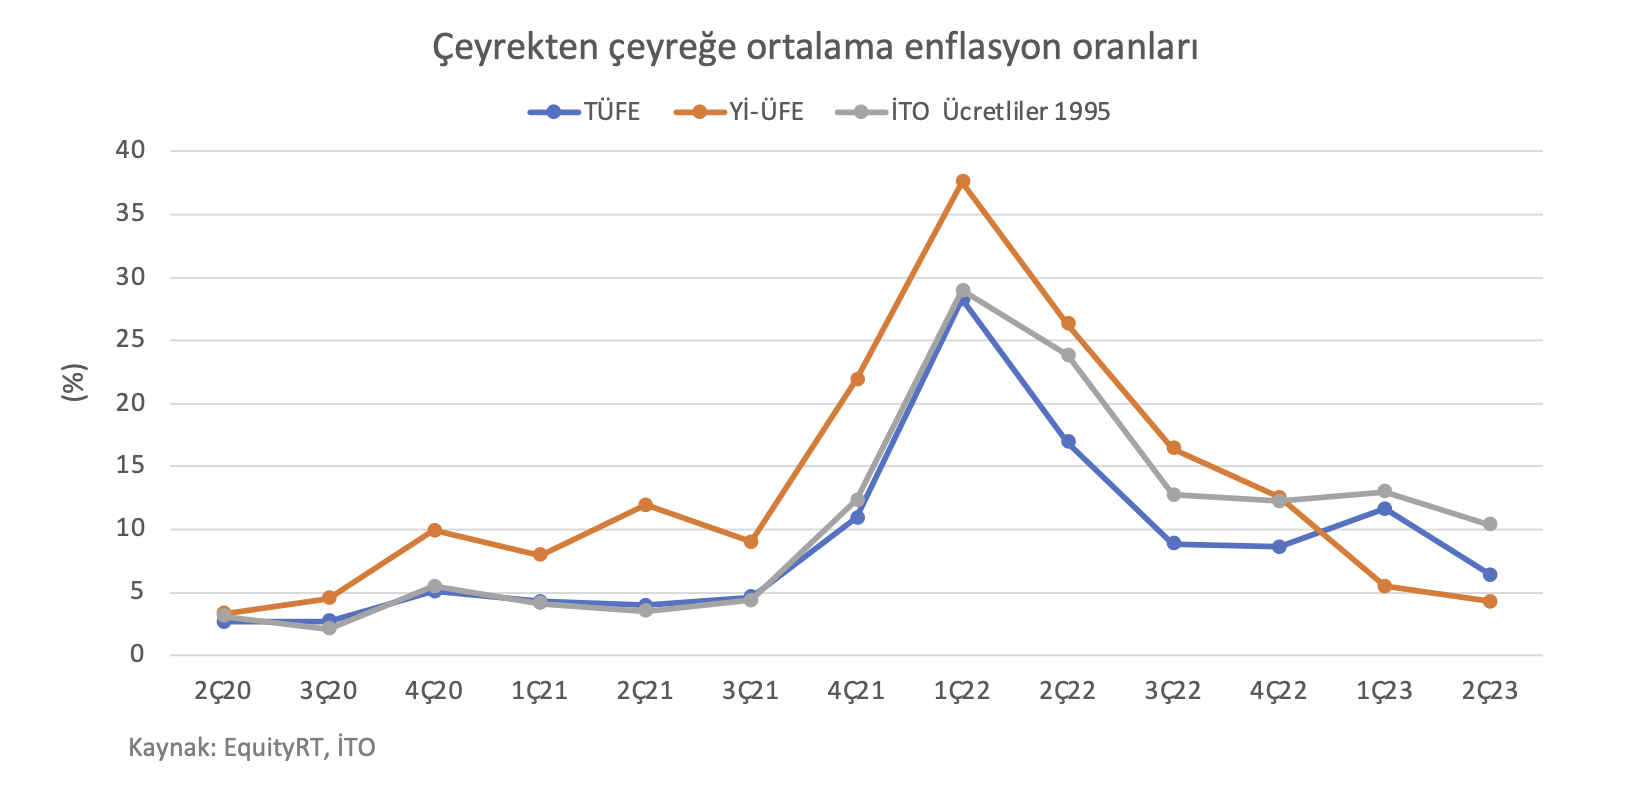 Çeyrekten çeyreğe ortalama enflasyon oranları
TÜFE Yİ-ÜFE İTO Ücretliler 1995
(%)
40
35
30
25
20
15
10
5
0
2Ç20 3Ç20 4Ç20 1Ç21 2Ç21 3Ç21 4Ç21 1Ç22 2Ç22 3Ç22 4Ç22 1Ç23 2Ç23
Kaynak: EquityRT, İTO